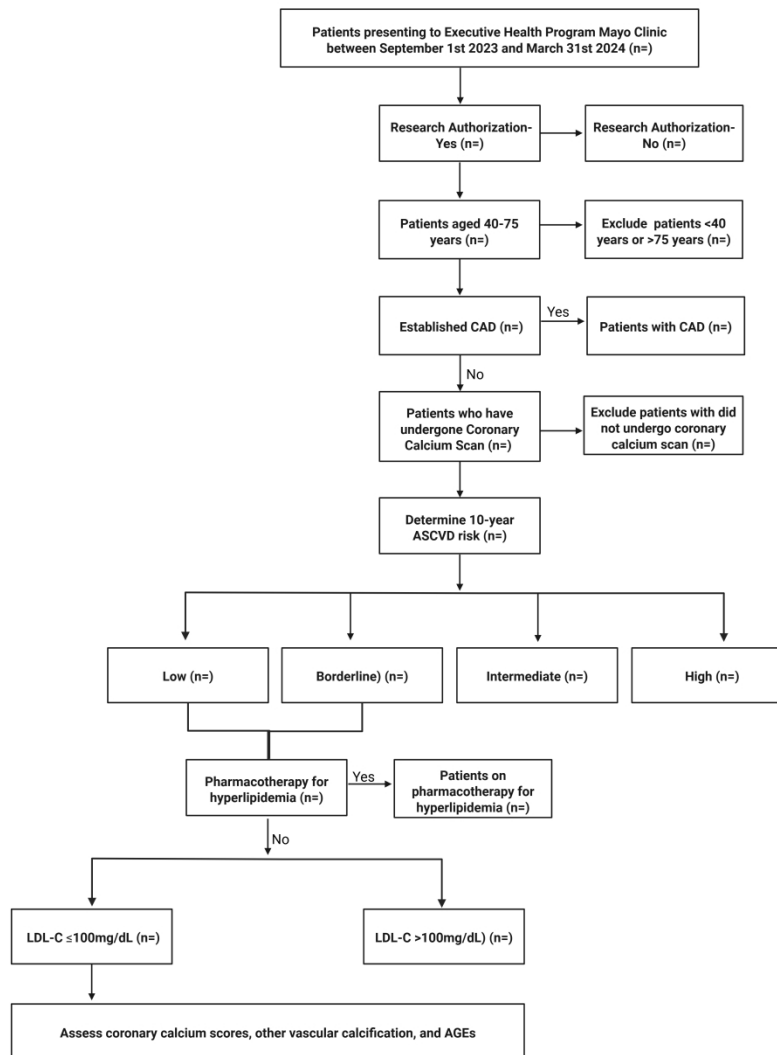 Patients presenting to Executive Health Program Mayo Clinic
between September 1st 2023 and March 31st 2024 (n=)
Research Authorization-
Yes (n=)
Research Authorization-
No (n=)
Patients aged 40-75
years (n=)
Exclude patients <40
years or >75 years (n=)
Established CAD (n=)
Yes
Patients with CAD (n=)
No
Patients who have
undergone Coronary
Calcium Scan (n=)
Exclude patients with did
not undergo coronary
calcium scan (n=)
Determine 10-year
ASCVD risk (n=)
Low (n=)
Borderline) (n=)
Intermediate (n=)
High (n=)
Pharmacotherapy for
hyperlipidemia (n=)
Yes
Patients on
pharmacotherapy for
hyperlipidemia (n=)
No
LDL-C ≤100mg/dL (n=)
LDL-C >100mg/dL) (n=)
Assess coronary calcium scores, other vascular calcification, and AGEs